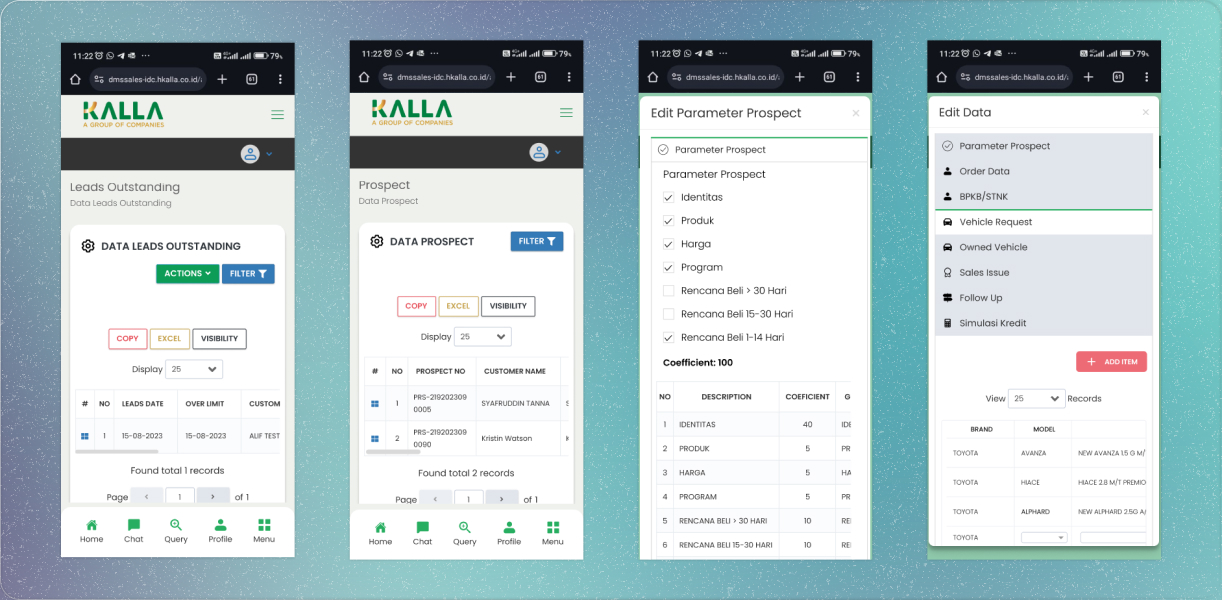 11:22 79%
dmssales-idc.hkalla.co.id/ 61
KALLA
A GROUP OF COMPANIES
Leads Outstanding
Data Leads Outstanding
DATA LEADS OUTSTANDING
ACTIONS FILTER
COPY EXCEL VISIBILITY
Display 25
# NO LEADS DATE OVER LIMIT CUSTOM
1 15-08-2023 15-08-2023 ALIF TEST
Found total 1 records
Page < 1 > of 1
Home Chat Query Profile Menu
11:22 79%
dmssales-idc.hkalla.co.id/ 61
KALLA
A GROUP OF COMPANIES
Prospect
Data Prospect
DATA PROSPECT FILTER
COPY EXCEL VISIBILITY
Display 25
# NO PROSPECT NO CUSTOMER NAME
1 PRS-219202309 SYAFRUDDIN TANNA
0005
2 PRS-219202309 Kristin Watson
0090
Found total 2 records
Page < 1 > of 1
Home Chat Query Profile Menu
11:22 79%
dmssales-idc.hkalla.co.id/ 61
Edit Parameter Prospect ×
Parameter Prospect
Parameter Prospect
Identitas
Produk
Harga
Program
Rencana Beli > 30 Hari
Rencana Beli 15-30 Hari
Rencana Beli 1-14 Hari
Coefficient: 100
NO DESCRIPTION COEFICIENT G
1 IDENTITAS 40 IDE
2 PRODUK 5 PR
3 HARGA 5 HA
4 PROGRAM 5 PR
5 RENCANA BELI > 30 HARI 10 REI
6 RENCANA BELI 15-30 HARI 10 REI
11:22 79%
dmssales-idc.hkalla.co.id/ 61
Edit Data ×
Parameter Prospect
Order Data
BPKB/STNK
Vehicle Request
Owned Vehicle
Sales Issue
Follow Up
Simulasi Kredit
+ ADD ITEM
View 25 Records
BRAND MODEL
TOYOTA AVANZA NEW AVANZA 1.5 G M/
TOYOTA HIACE HIACE 2.8 M/T PREMIO
TOYOTA ALPHARD NEW ALPHARD 2.5G A/
TOYOTA